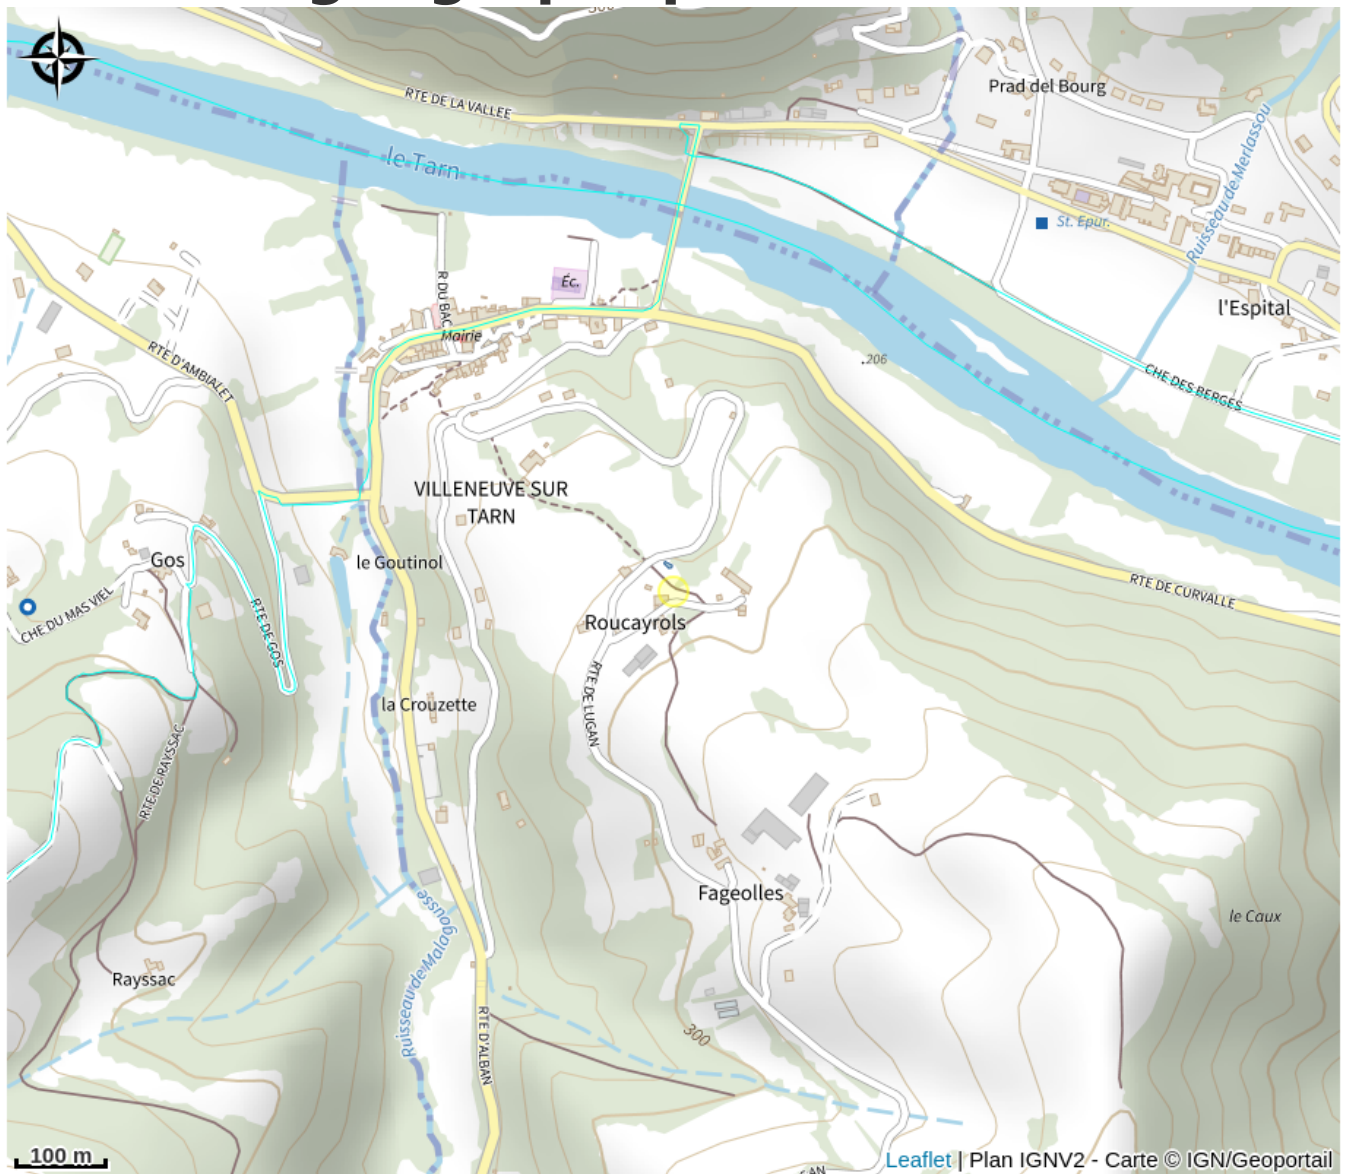 300
Prad del Bourg
RTE DE LA VALLEE
Ruisseau de Merlassou
le Tarn
St. Epur.
R DU BAC
Éc.
l'Espital
Mairie
RTE D'AMBIALET
.206
CHE DES BERGES
VILLENEUVE SUR
TARN
Gos
le Goutinol
RTE DE CURVALLE
CHE DU MAS VIEL
RTE DE GOS
Roucayrols
RTE DE LUGAN
la Crouzette
RTE DE RAYSSAC
Fageolles
le Caux
Ruisseau de Malagousse
Rayssac
300
RTE D'ALBAN
100 m
AN
Leaflet | Plan IGNV2 - Carte © IGN/Geoportail